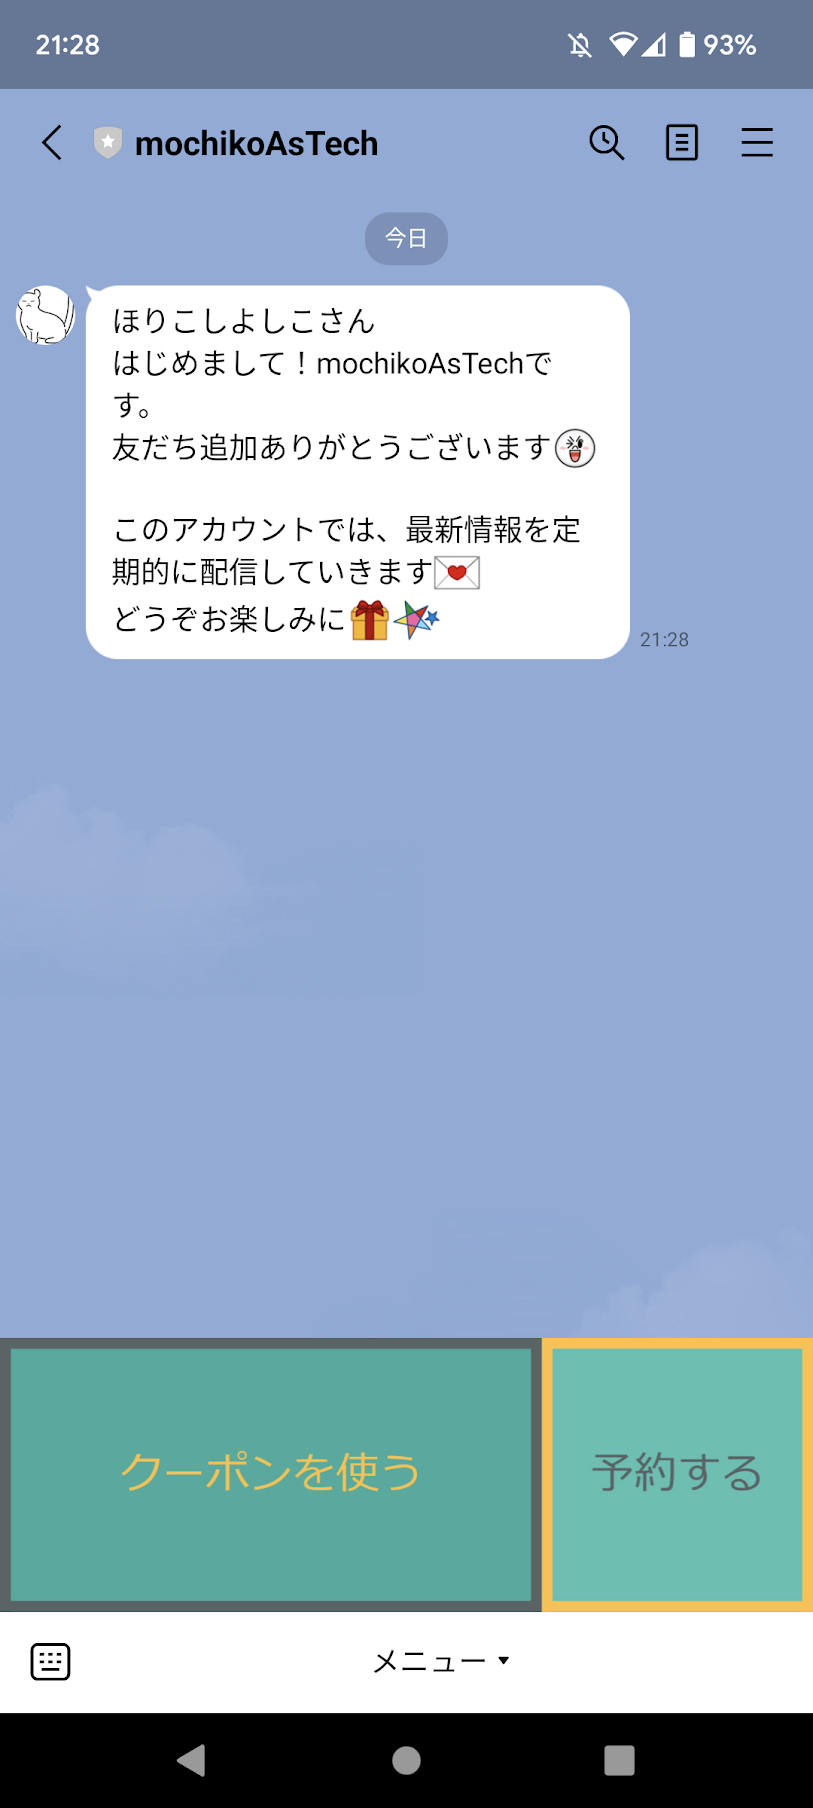 21:28
93%
mochikoAsTech
今日
ほりこしよしこさん
はじめまして！mochikoAsTechで
す。
友だち追加ありがとうございます
このアカウントでは、最新情報を定
期的に配信していきます
どうぞお楽しみに
21:28
クーポンを使う
予約する
メニュー